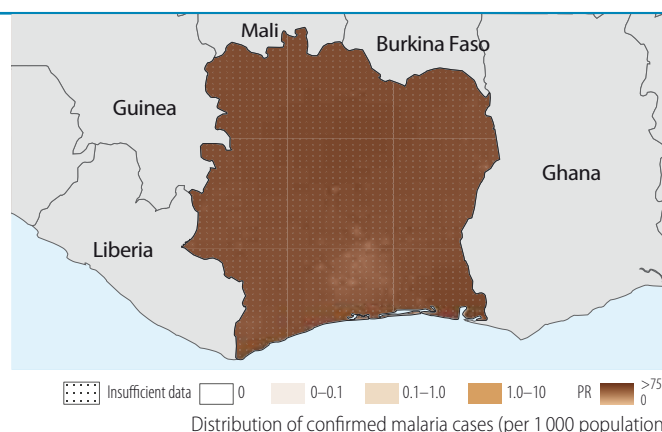 Mali
Burkina Faso
Guinea
Ghana
Liberia
Insufficient data 0 0–0.1 0.1–1.0 1.0–10 PR >75
0
Distribution of confirmed malaria cases (per 1 000 population